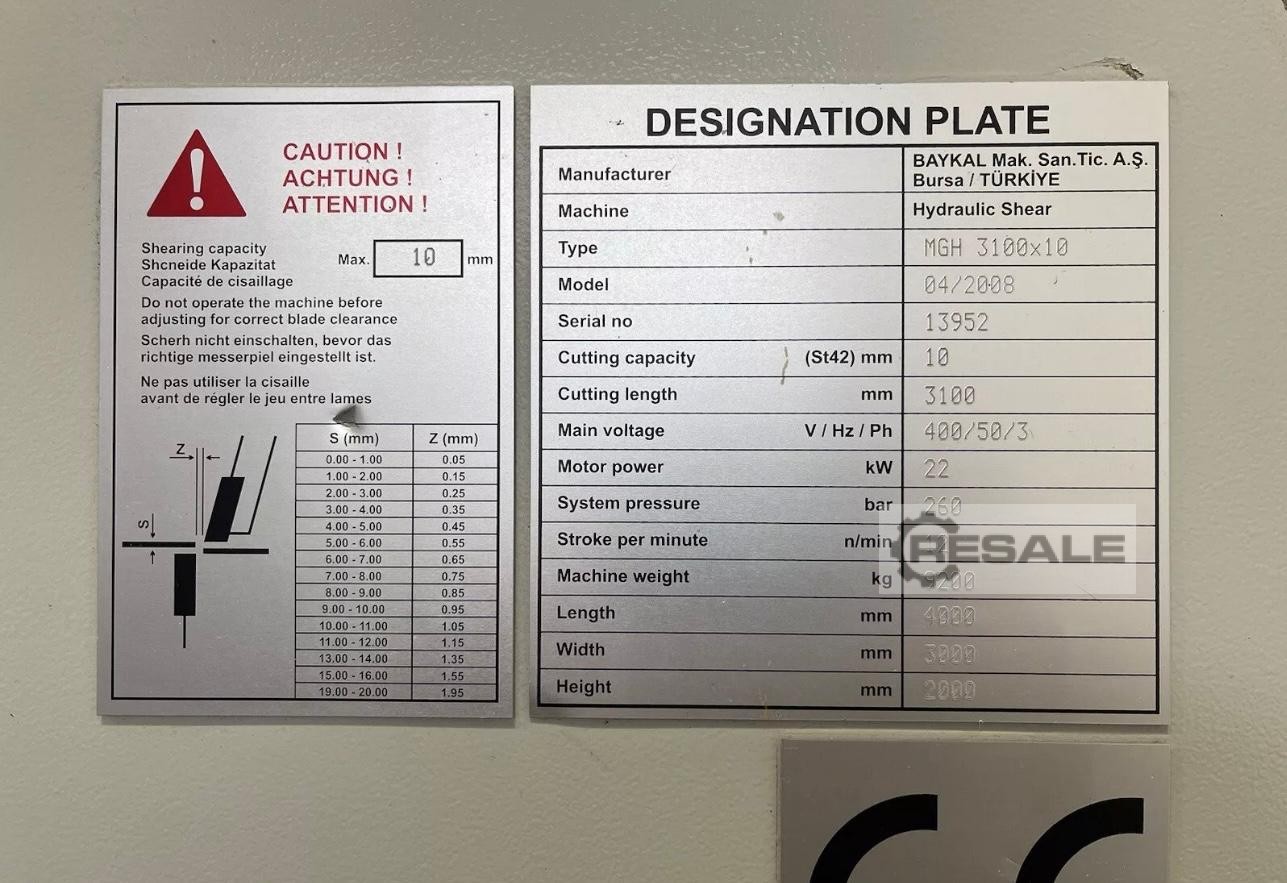 CAUTION !
ACHTUNG !
ATTENTION !
Shearing capacity
Shcneide Kapazitat
Capacité de cisaillage
Max. 10 mm
Do not operate the machine before
adjusting for correct blade clearance
Scherh nicht einschalten, bevor das
richtige messerpiel eingestellt ist.
Ne pas utiliser la cisaille
avant de régler le jeu entre lames
Z
S
S (mm) Z (mm)
0.00 - 1.00 0.05
1.00 - 2.00 0.15
2.00 - 3.00 0.25
3.00 - 4.00 0.35
4.00 - 5.00 0.45
5.00 - 6.00 0.55
6.00 - 7.00 0.65
7.00 - 8.00 0.75
8.00 - 9.00 0.85
9.00 - 10.00 0.95
10.00 - 11.00 1.05
11.00 - 12.00 1.15
13.00 - 14.00 1.35
15.00 - 16.00 1.55
19.00 - 20.00 1.95
DESIGNATION PLATE
Manufacturer BAYKAL Mak. San.Tic. A.Ş.
Bursa / TÜRKİYE
Machine Hydraulic Shear
Type MGH 3100x10
Model 04/2008
Serial no 13952
Cutting capacity (St42) mm 10
Cutting length mm 3100
Main voltage V / Hz / Ph 400/50/3
Motor power kW 22
System pressure bar 260
Stroke per minute n/min
RESALE
Machine weight kg 9200
Length mm 4000
Width mm 3000
Height mm 2000
CE